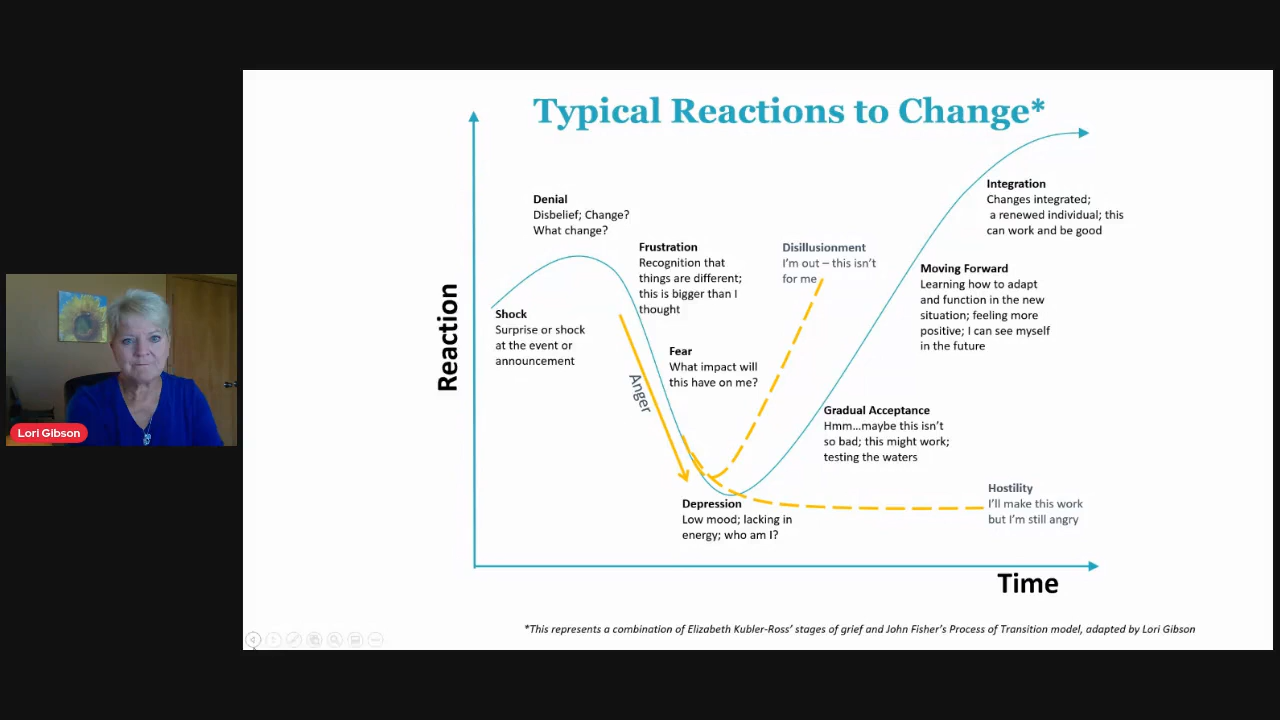 Typical Reactions to Change*
Denial
Disbelief; Change?
What change?
Frustration
Recognition that
things are different;
this is bigger than I
thought
Disillusionment
I'm out – this isn't
for me
Integration
Changes integrated;
a renewed individual; this
can work and be good
Moving Forward
Learning how to adapt
and function in the new
situation; feeling more
positive; I can see myself
in the future
Reaction
Shock
Surprise or shock
at the event or
announcement
Fear
What impact will
this have on me?
Anger
Gradual Acceptance
Hmm…maybe this isn't
so bad; this might work;
testing the waters
Lori Gibson
Depression
Low mood; lacking in
energy; who am I?
Hostility
I'll make this work
but I'm still angry
Time
*This represents a combination of Elizabeth Kubler-Ross' stages of grief and John Fisher's Process of Transition model, adapted by Lori Gibson